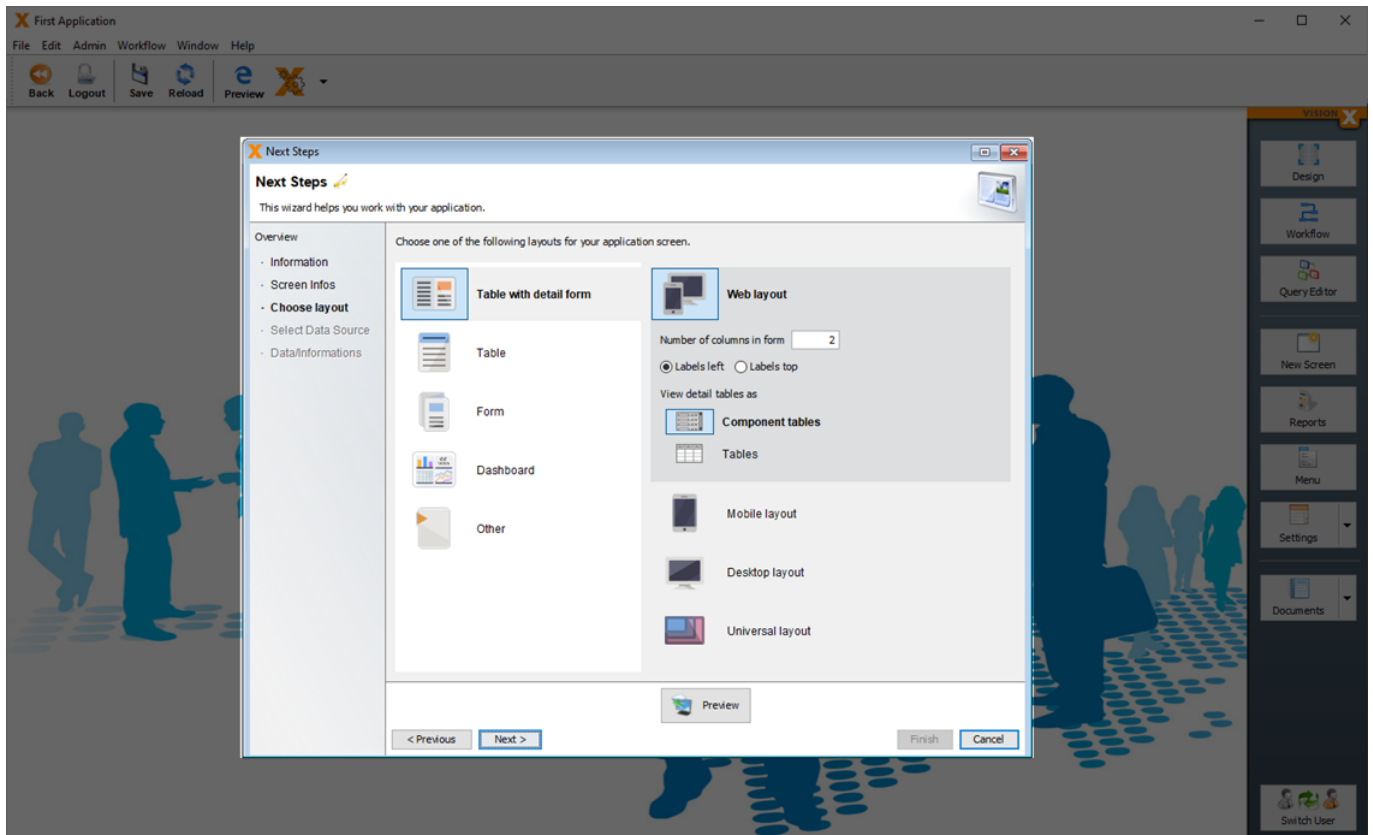 First Application
File Edit Admin Workflow Window Help
Back Logout Save Reload Preview
VISION X
Design
Workflow
Query Editor
New Screen
Reports
Menu
Settings
Documents
Switch User
Next Steps
Next Steps
This wizard helps you work with your application.
Overview
· Information
· Screen Infos
· Choose layout
· Select Data Source
· Data/Informations
Choose one of the following layouts for your application screen.
Table with detail form
Table
Form
Dashboard
Other
Web layout
Number of columns in form 2
Labels left Labels top
View detail tables as
Component tables
Tables
Mobile layout
Desktop layout
Universal layout
Preview
< Previous Next > Finish Cancel